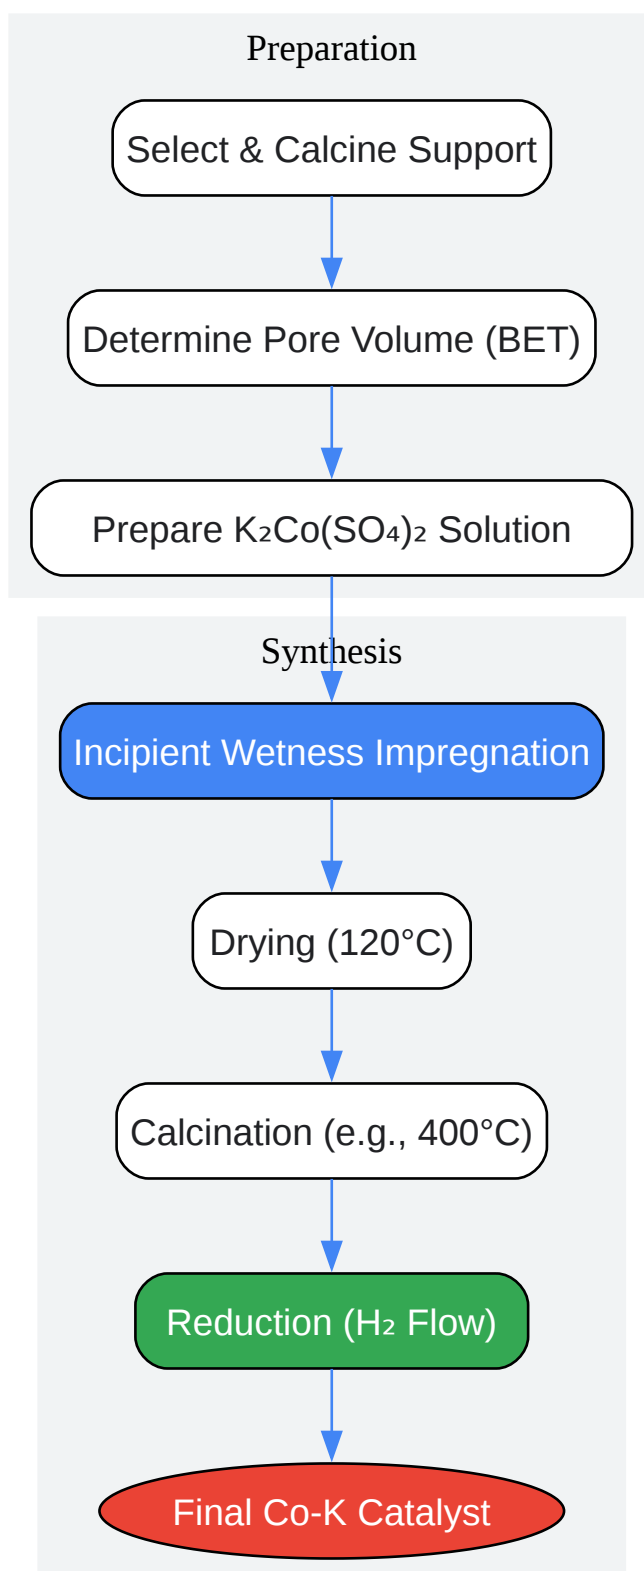 Preparation
Select & Calcine Support
Determine Pore Volume (BET)
Prepare K₂Co(SO₄)₂ Solution
Synthesis
Incipient Wetness Impregnation
Drying (120°C)
Calcination (e.g., 400°C)
Reduction (H₂ Flow)
Final Co-K Catalyst